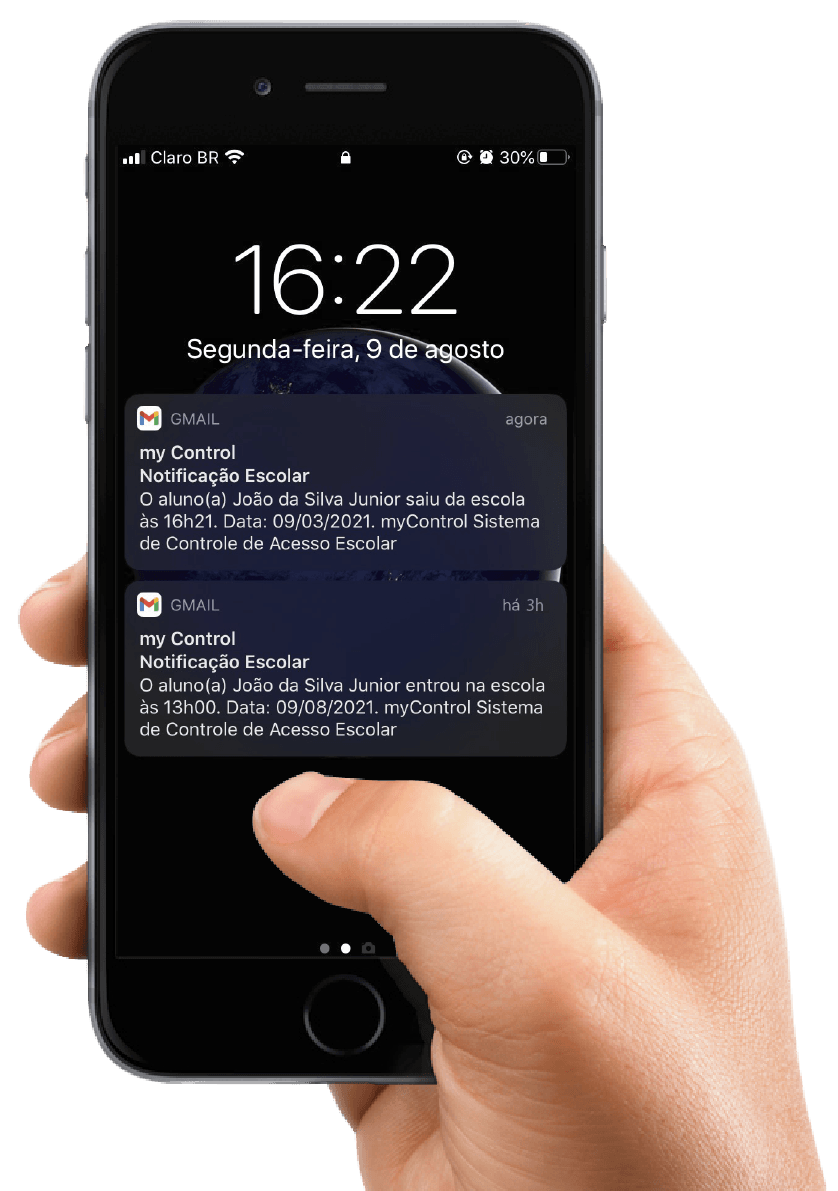 Claro BR
30%
16:22
Segunda-feira, 9 de agosto
GMAIL
agora
my Control
Notificação Escolar
O aluno(a) João da Silva Junior saiu da escola
às 16h21. Data: 09/03/2021. myControl Sistema
de Controle de Acesso Escolar
GMAIL
há 3h
my Control
Notificação Escolar
O aluno(a) João da Silva Junior entrou na escola
às 13h00. Data: 09/08/2021. myControl Sistema
de Controle de Acesso Escolar